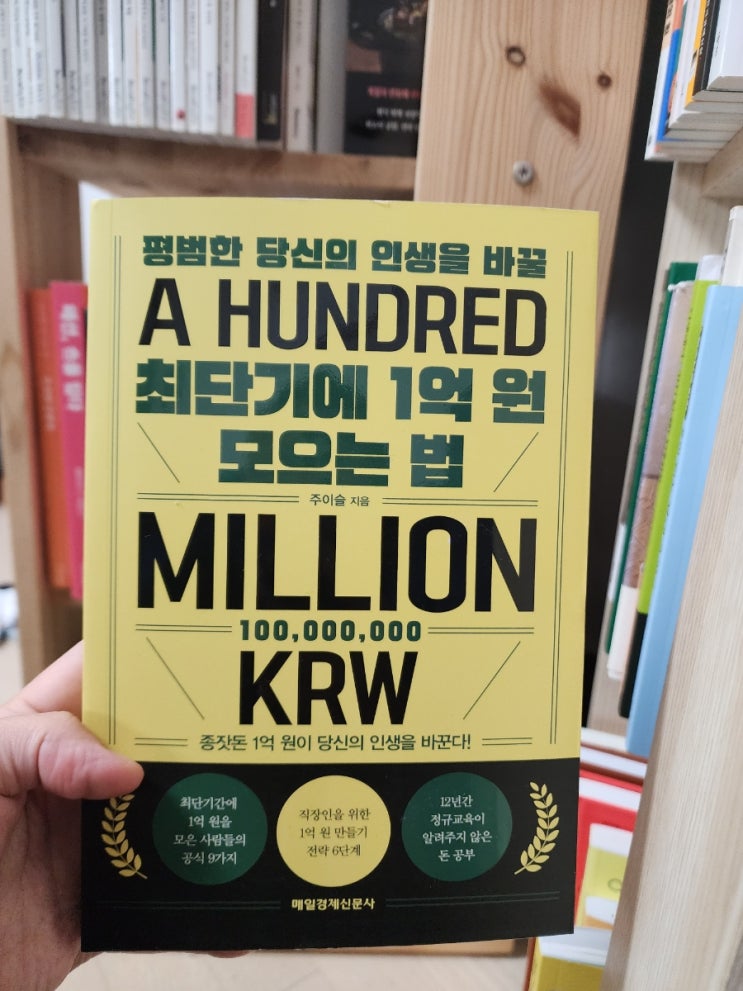 평범한 당신의 인생을 바꿀
A HUNDRED
최단기에 1억 원
모으는 법
주이슬 지음
MILLION
100,000,000
KRW
종잣돈 1억 원이 당신의 인생을 바꾼다!
최단기간에
1억 원을
모은 사람들의
공식 9가지
직장인을 위한
1억 원 만들기
전략 6단계
12년간
정규교육이
알려주지 않은
돈 공부
매일경제신문사